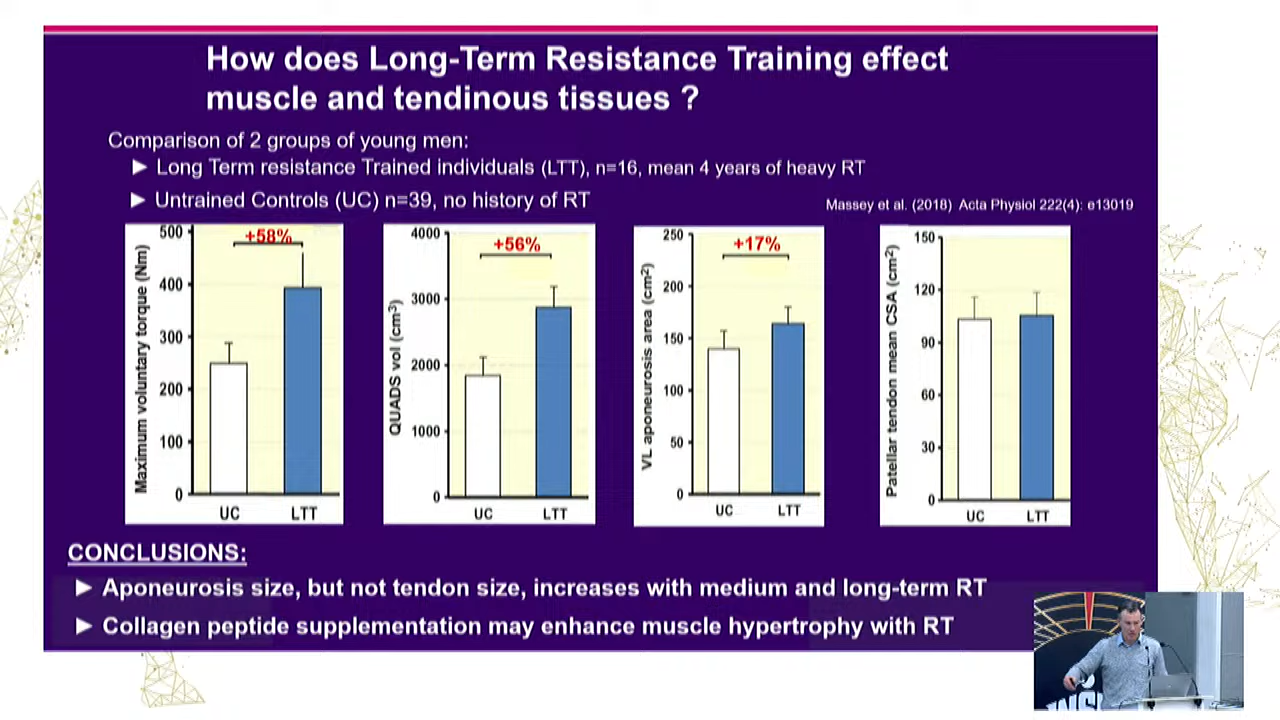 How does Long-Term Resistance Training effect
muscle and tendinous tissues ?
Comparison of 2 groups of young men:
► Long Term resistance Trained individuals (LTT), n=16, mean 4 years of heavy RT
► Untrained Controls (UC) n=39, no history of RT
Massey et al. (2018) Acta Physiol 222(4): e13019
Maximum voluntary torque (Nm)
500
400
300
200
100
0
+58%
UC LTT
QUADS vol (cm³)
4000
3000
2000
1000
0
+56%
UC LTT
VL aponeurosis area (cm²)
250
200
150
100
50
0
+17%
UC LTT
Patellar tendon mean CSA (cm²)
150
120
90
60
30
0
UC LTT
CONCLUSIONS:
► Aponeurosis size, but not tendon size, increases with medium and long-term RT
► Collagen peptide supplementation may enhance muscle hypertrophy with RT